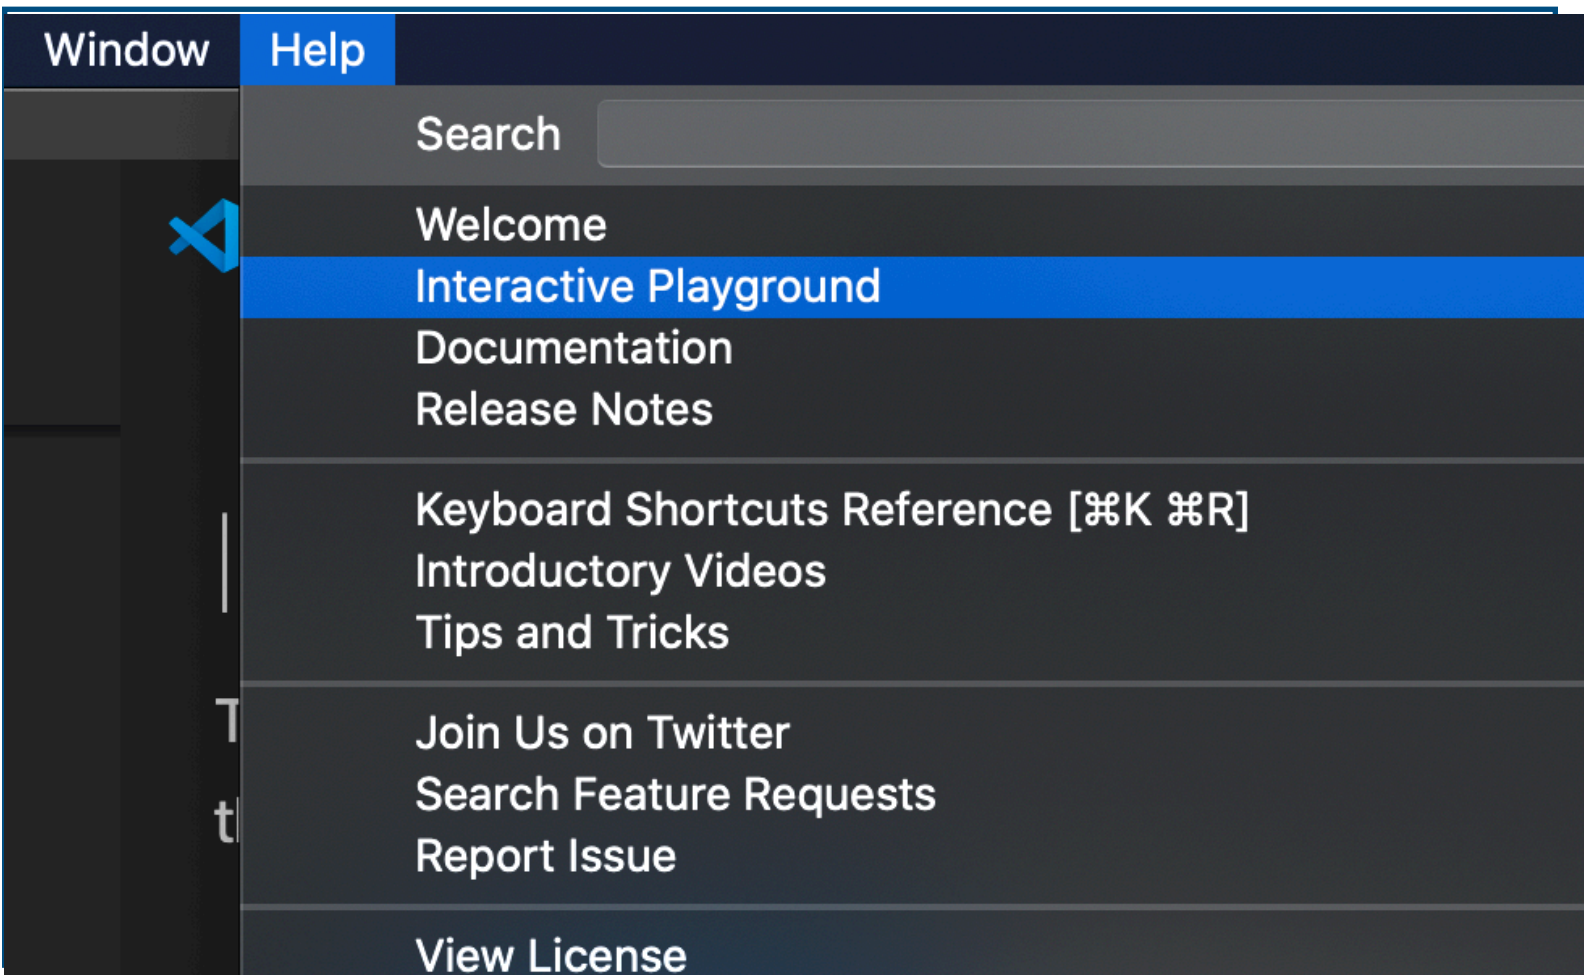 Window Help
Search
Welcome
Interactive Playground
Documentation
Release Notes
Keyboard Shortcuts Reference [⌘K ⌘R]
Introductory Videos
Tips and Tricks
Join Us on Twitter
Search Feature Requests
Report Issue
View License